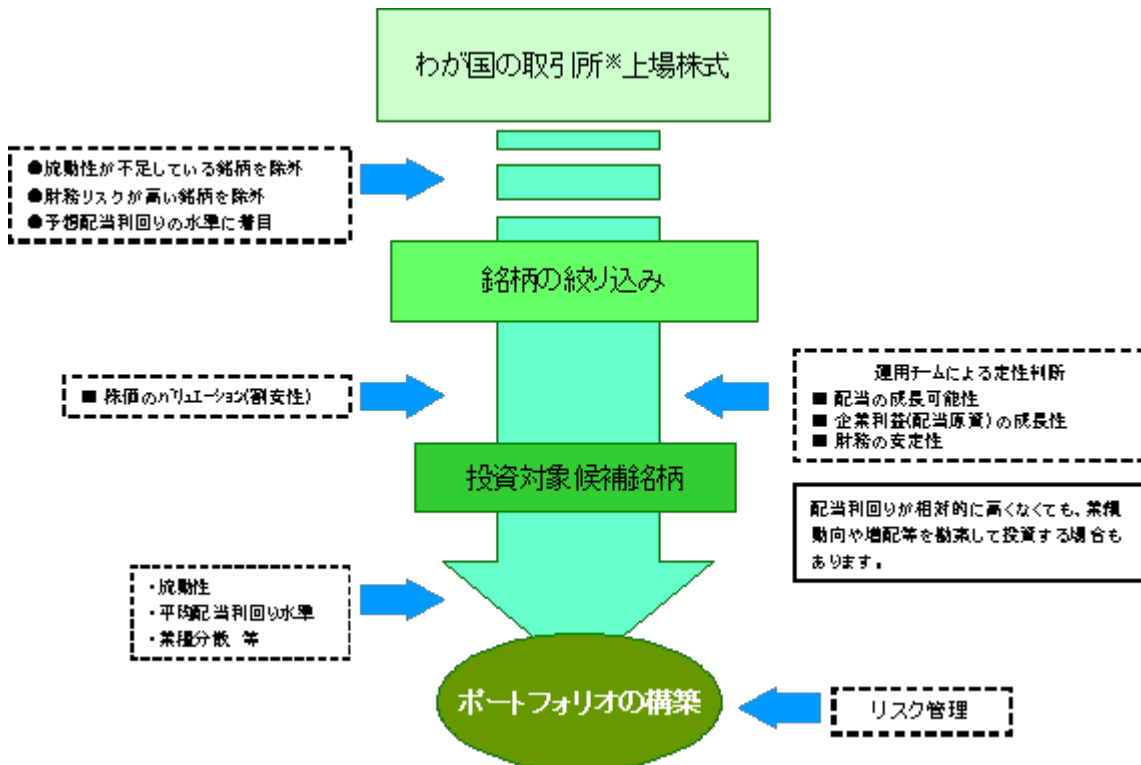 わが国の取引所※上場株式
●流動性が不足している銘柄を除外
●財務リスクが高い銘柄を除外
●予想配当利回りの水準に着目
銘柄の絞り込み
■ 株価のバリュエーション(割安性)
運用チームによる定性判断
■ 配当の成長可能性
■ 企業利益(配当原資)の成長性
■ 財務の安定性
投資対象候補銘柄
配当利回りが相対的に高くなくても、業績
動向や増配等を勘案して投資する場合も
あります。
・流動性
・平均配当利回り水準
・業種分散 等
ポートフォリオの構築
リスク管理